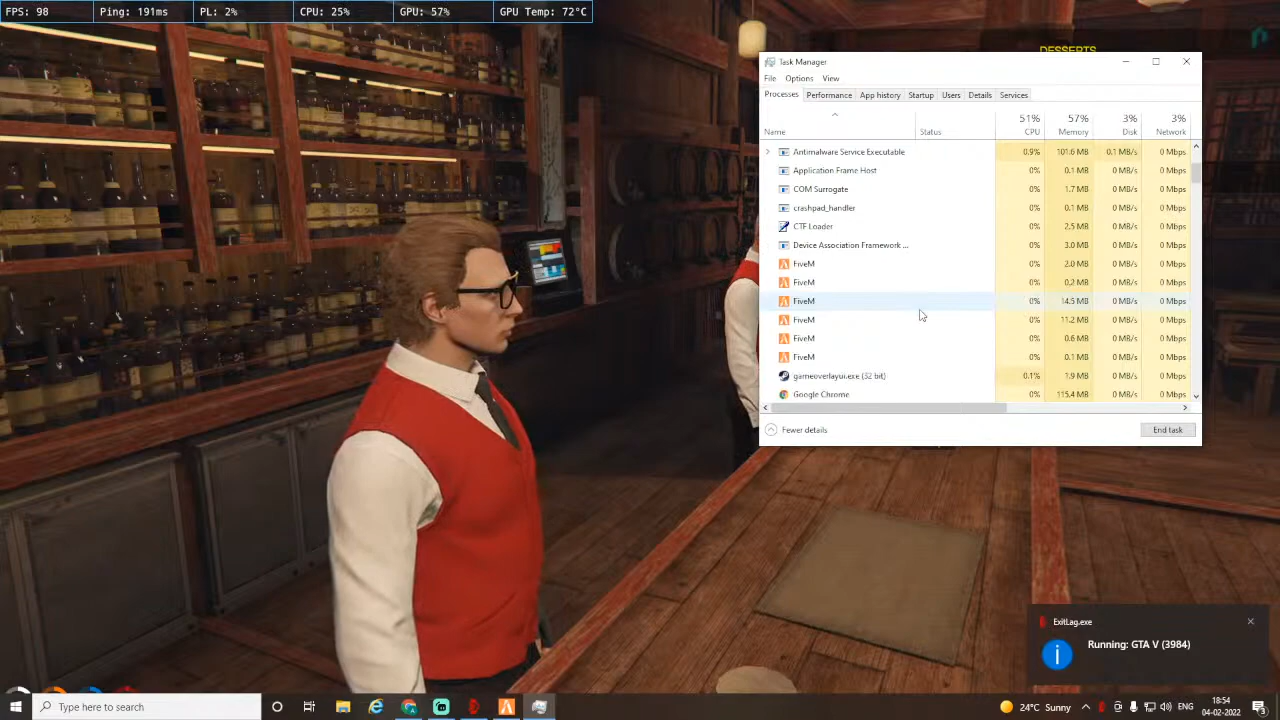 FPS: 98 Ping: 191ms PL: 2% CPU: 25% GPU: 57% GPU Temp: 72°C
DESSERTS
Task Manager
File Options View
Processes Performance App history Startup Users Details Services
51% 57% 3% 3%
Name Status CPU Memory Disk Network
Antimalware Service Executable 0.9% 101.6 MB 0.1 MB/s 0 Mbps
Application Frame Host 0% 0.1 MB 0 MB/s 0 Mbps
COM Surrogate 0% 1.7 MB 0 MB/s 0 Mbps
crashpad_handler 0% 0.1 MB 0 MB/s 0 Mbps
CTF Loader 0% 2.5 MB 0 MB/s 0 Mbps
Device Association Framework ... 0% 3.0 MB 0 MB/s 0 Mbps
FiveM 0% 2.0 MB 0 MB/s 0 Mbps
FiveM 0% 0.2 MB 0 MB/s 0 Mbps
FiveM 0% 14.5 MB 0 MB/s 0 Mbps
FiveM 0% 11.2 MB 0 MB/s 0 Mbps
FiveM 0% 0.6 MB 0 MB/s 0 Mbps
FiveM 0% 0.1 MB 0 MB/s 0 Mbps
gameoverlayui.exe (32 bit) 0.1% 1.9 MB 0 MB/s 0 Mbps
Google Chrome 0% 115.4 MB 0 MB/s 0 Mbps
Fewer details End task
ExitLag.exe
Running: GTA V (3984)
Type here to search 24°C Sunny ENG 18:54
04-02-2022